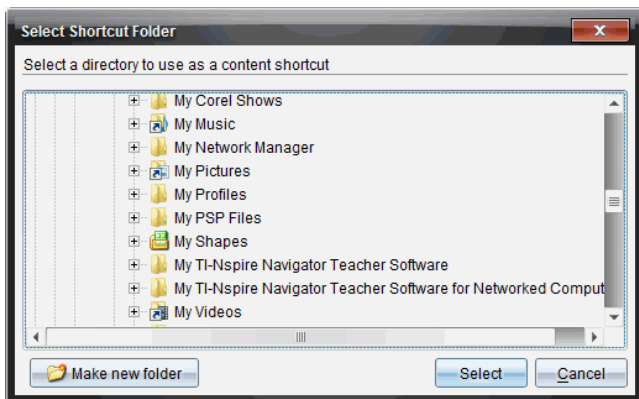 Select Shortcut Folder
Select a directory to use as a content shortcut
My Corel Shows
My Music
My Network Manager
My Pictures
My Profiles
My PSP Files
My Shapes
My TI-Nspire Navigator Teacher Software
My TI-Nspire Navigator Teacher Software for Networked Comput
My Videos
Make new folder
Select
Cancel